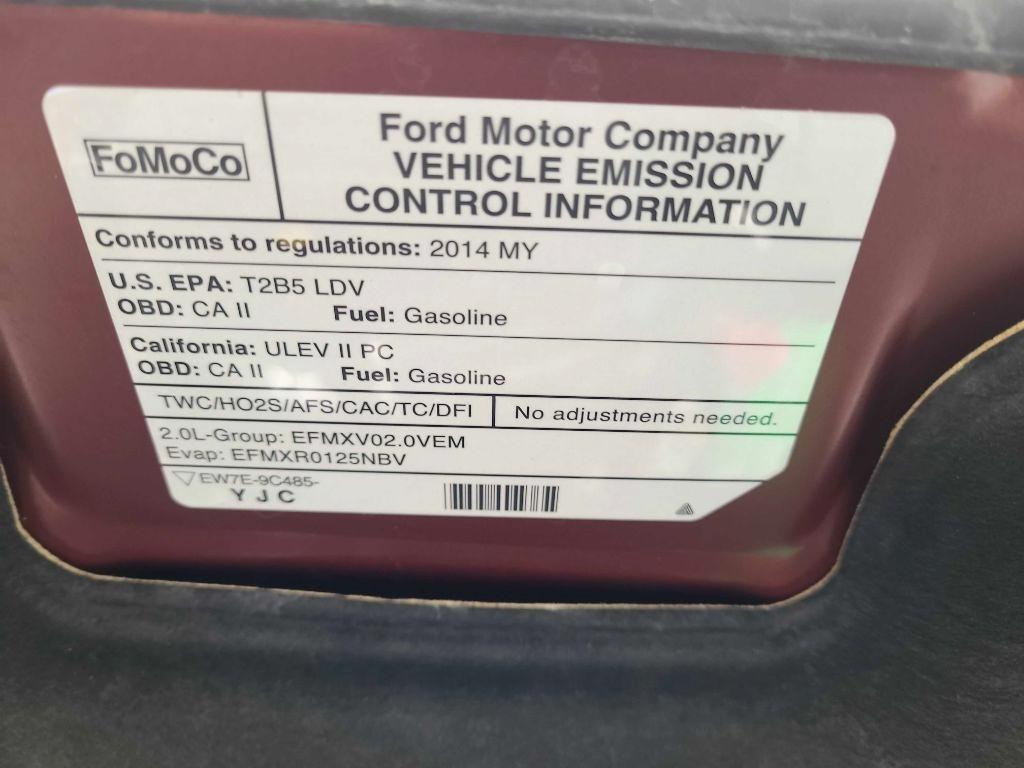 FoMoCo
Ford Motor Company
VEHICLE EMISSION
CONTROL INFORMATION
Conforms to regulations: 2014 MY
U.S. EPA: T2B5 LDV
OBD: CA II Fuel: Gasoline
California: ULEV II PC
OBD: CA II Fuel: Gasoline
TWC/HO2S/AFS/CAC/TC/DFI No adjustments needed.
2.0L-Group: EFMXV02.0VEM
Evap: EFMXR0125NBV
EW7E-9C485-
YJC